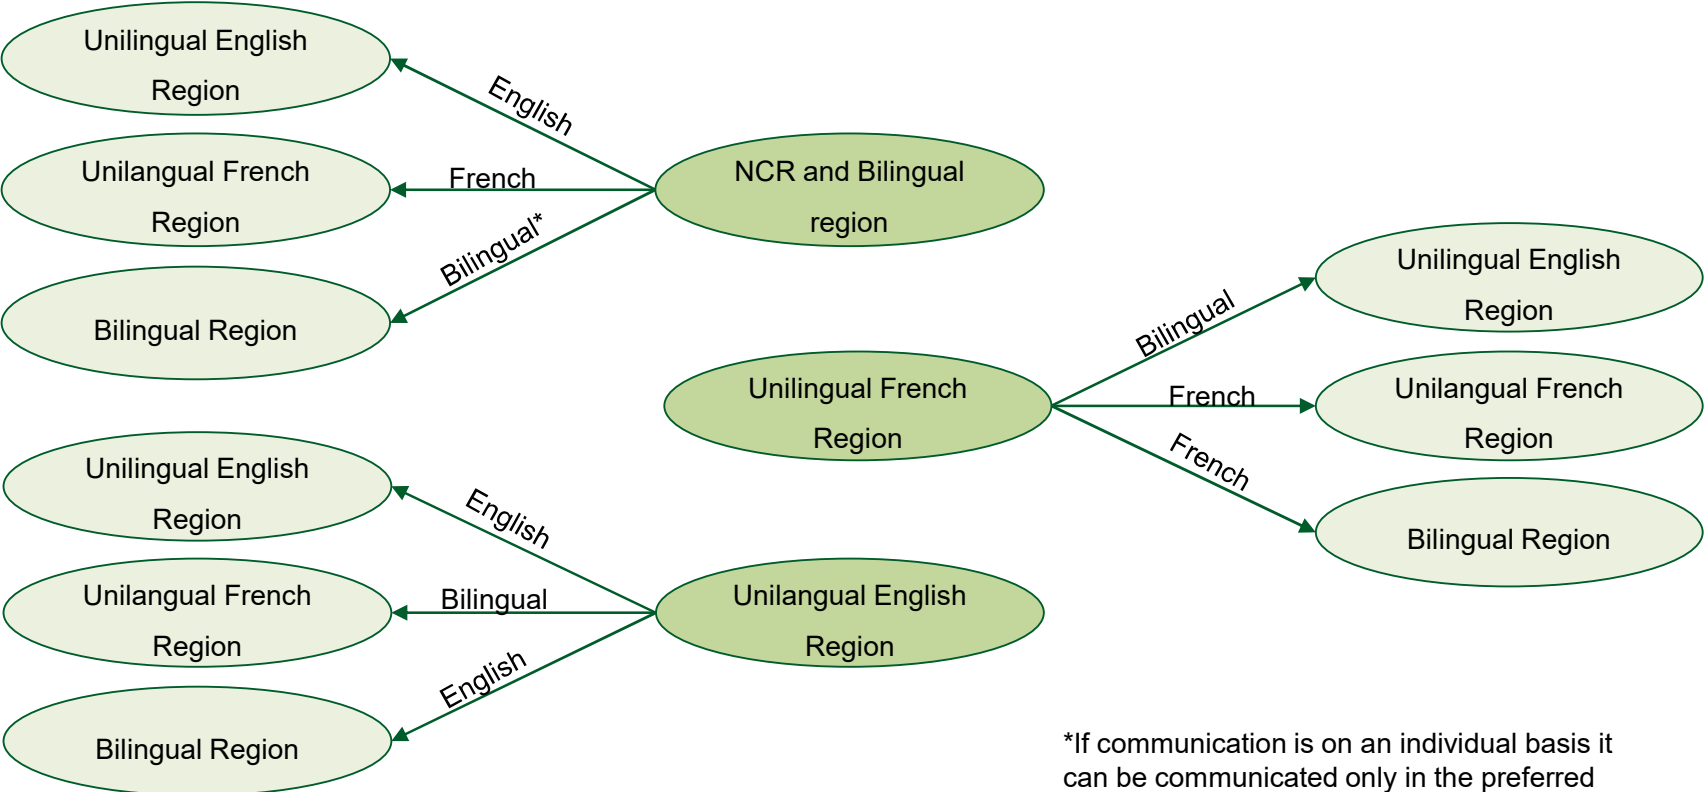 Unilingual English
Region
English
Unilangual French
Region
French
NCR and Bilingual
region
Bilingual*
Bilingual Region
Unilingual English
Region
Bilingual
Unilingual French
Region
French
Unilangual French
Region
French
Bilingual Region
Unilingual English
Region
English
Unilangual French
Region
Bilingual
Unilangual English
Region
English
Bilingual Region
*If communication is on an individual basis it
can be communicated only in the preferred